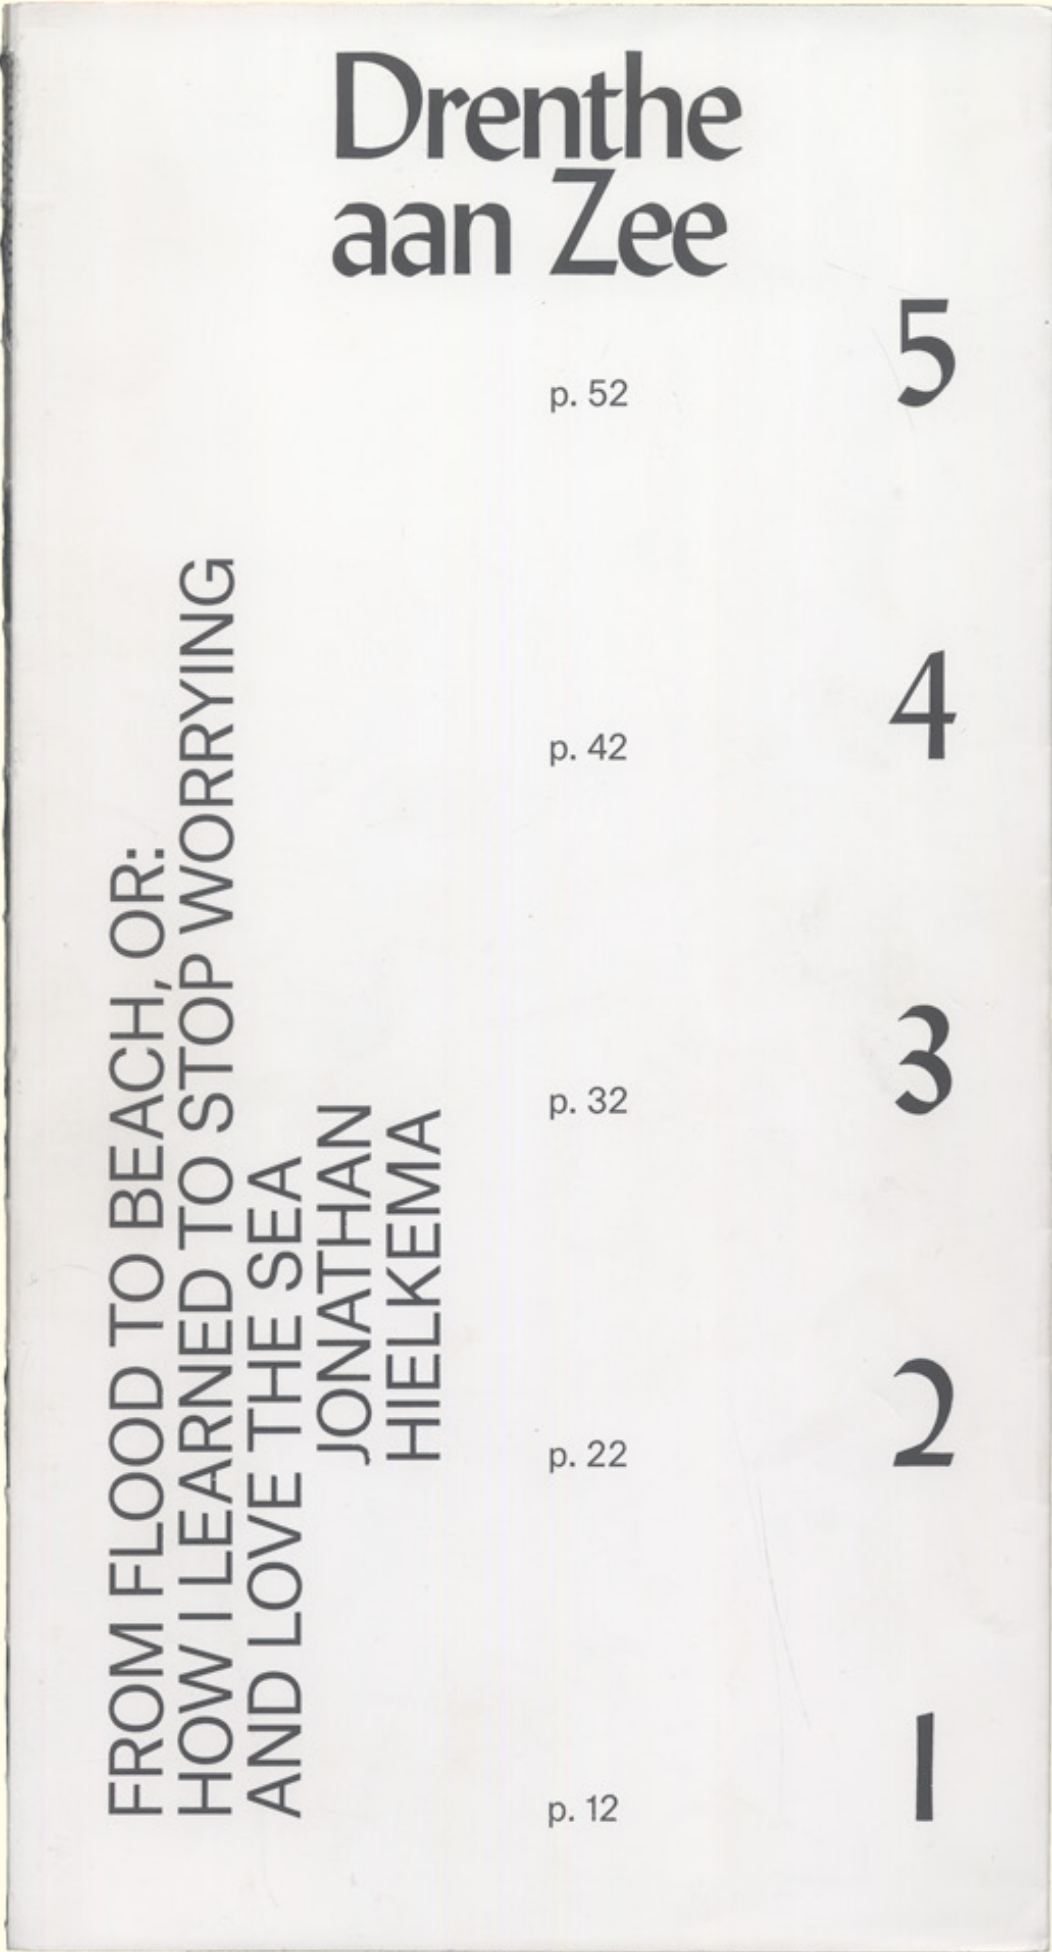 Drenthe
aan Zee
FROM FLOOD TO BEACH, OR:
HOW I LEARNED TO STOP WORRYING
AND LOVE THE SEA
JONATHAN
HIELKEMA
p. 52 5
p. 42 4
p. 32 3
p. 22 2
p. 12 1